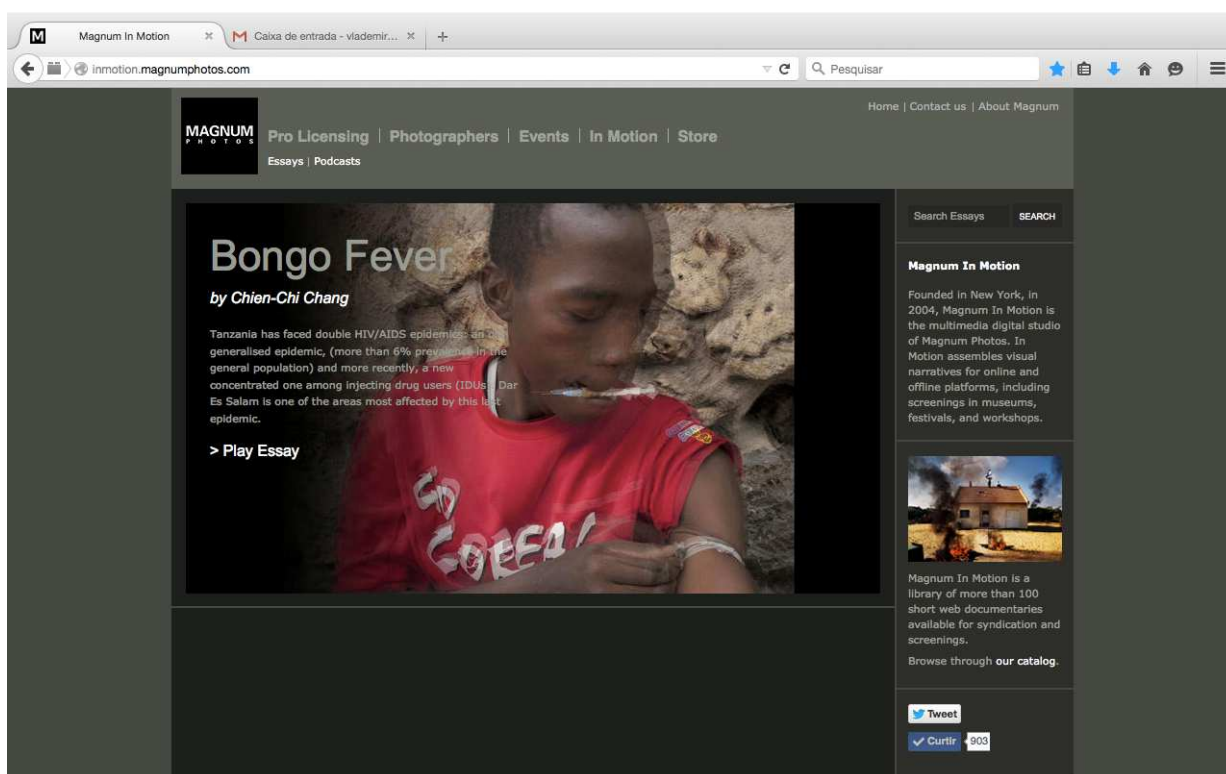 Magnum In Motion
Caixa de entrada - vlademir...
inmotion.magnumphotos.com
Pesquisar
Home | Contact us | About Magnum
MAGNUM
PHOTOS
Pro Licensing | Photographers | Events | In Motion | Store
Essays | Podcasts
Bongo Fever
by Chien-Chi Chang
Tanzania has faced double HIV/AIDS epidemics: an
generalised epidemic, (more than 6% prevalence in the
general population) and more recently, a new
concentrated one among injecting drug users (IDUs). Dar
Es Salam is one of the areas most affected by this last
epidemic.
> Play Essay
Search Essays SEARCH
Magnum In Motion
Founded in New York, in
2004, Magnum In Motion is
the multimedia digital studio
of Magnum Photos. In
Motion assembles visual
narratives for online and
offline platforms, including
screenings in museums,
festivals, and workshops.
Magnum In Motion is a
library of more than 100
short web documentaries
available for syndication and
screenings.
Browse through our catalog.
Tweet
Curtir 903